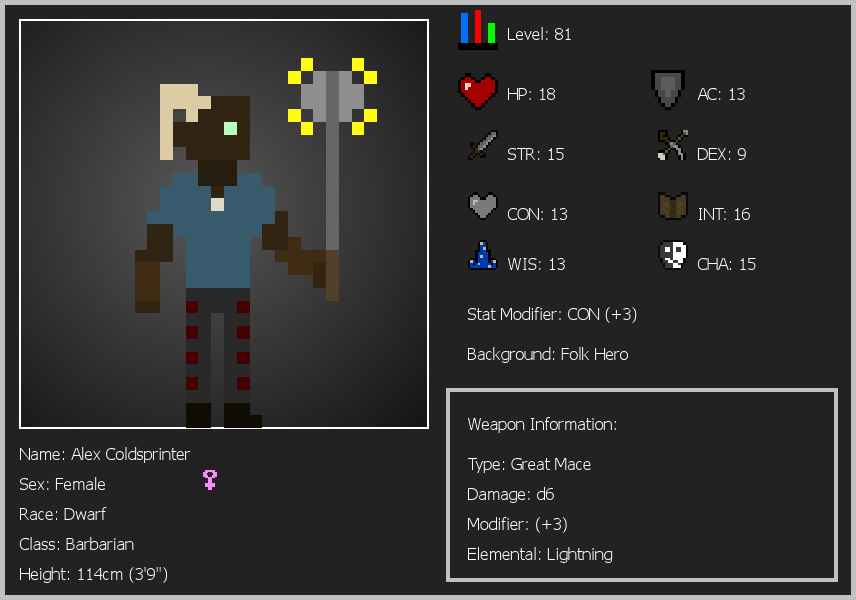 Level: 81
HP: 18
AC: 13
STR: 15
DEX: 9
CON: 13
INT: 16
WIS: 13
CHA: 15
Stat Modifier: CON (+3)
Background: Folk Hero
Weapon Information:
Type: Great Mace
Damage: d6
Modifier: (+3)
Elemental: Lightning
Name: Alex Coldsprinter
Sex: Female
Race: Dwarf
Class: Barbarian
Height: 114cm (3'9")